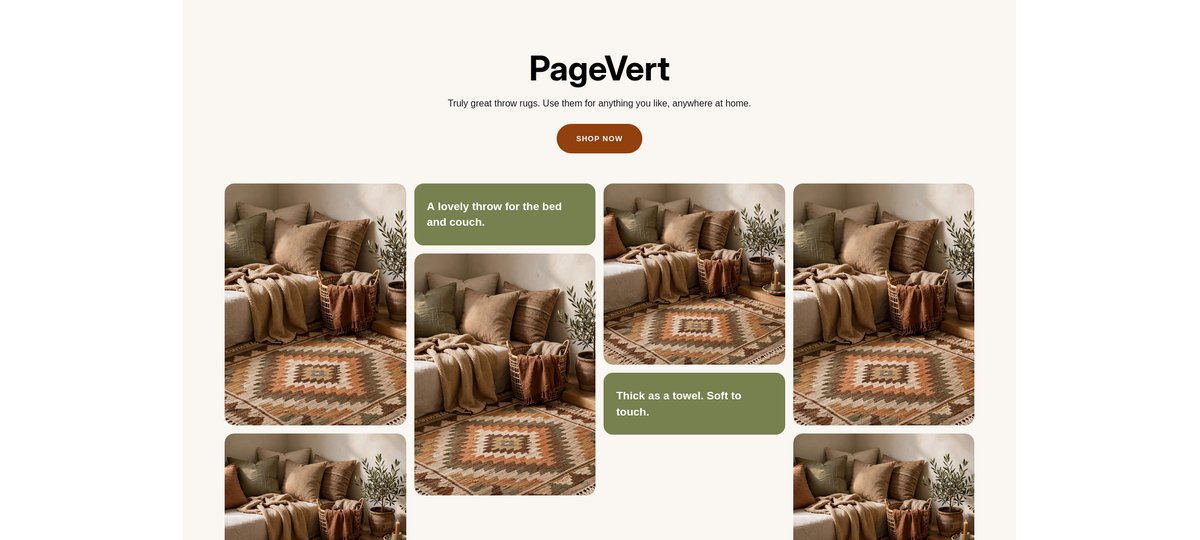 PageVert
Truly great throw rugs. Use them for anything you like, anywhere at home.
SHOP NOW
A lovely throw for the bed
and couch.
Thick as a towel. Soft to
touch.